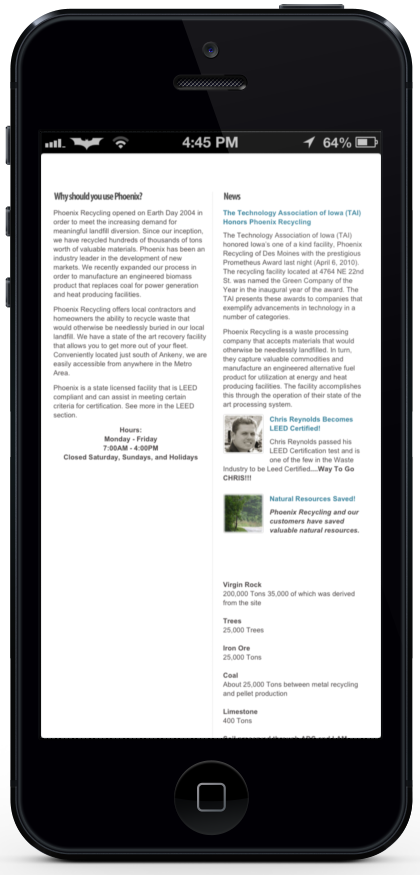 4:45 PM
64%
Why should you use Phoenix?
Phoenix Recycling opened on Earth Day 2004 in
order to meet the increasing demand for
meaningful landfill diversion. Since our inception,
we have recycled hundreds of thousands of tons
worth of valuable materials. Phoenix has been an
industry leader in the development of new
markets. We recently expanded our process in
order to manufacture an engineered biomass
product that replaces coal for power generation
and heat producing facilities.
Phoenix Recycling offers local contractors and
homeowners the ability to recycle waste that
would otherwise be needlessly buried in our local
landfill. We have a state of the art recovery facility
that allows you to get more out of your fleet.
Conveniently located just south of Ankeny, we are
easily accessible from anywhere in the Metro
Area.
Phoenix is a state licensed facility that is LEED
compliant and can assist in meeting certain
criteria for certification. See more in the LEED
section.
Hours:
Monday - Friday
7:00AM - 4:00PM
Closed Saturday, Sundays, and Holidays
News
The Technology Association of Iowa (TAI)
Honors Phoenix Recycling
The Technology Association of Iowa (TAI)
honored Iowa's one of a kind facility, Phoenix
Recycling of Des Moines with the prestigious
Prometheus Award last night (April 6, 2010).
The recycling facility located at 4764 NE 22nd
St. was named the Green Company of the
Year in the inaugural year of the award. The
TAI presents these awards to companies that
exemplify advancements in technology in a
number of categories.
Phoenix Recycling is a waste processing
company that accepts materials that would
otherwise be needlessly landfilled. In turn,
they capture valuable commodities and
manufacture an engineered alternative fuel
product for utilization at energy and heat
producing facilities. The facility accomplishes
this through the operation of their state of the
art processing system.
Chris Reynolds Becomes
LEED Certified!
Chris Reynolds passed his
LEED Certification test and is
one of the few in the Waste
Industry to be Leed Certified....Way To Go
CHRIS!!!
Natural Resources Saved!
Phoenix Recycling and our
customers have saved
valuable natural resources.
Virgin Rock
200,000 Tons 35,000 of which was derived
from the site
Trees
25,000 Trees
Iron Ore
25,000 Tons
Coal
About 25,000 Tons between metal recycling
and pellet production
Limestone
400 Tons